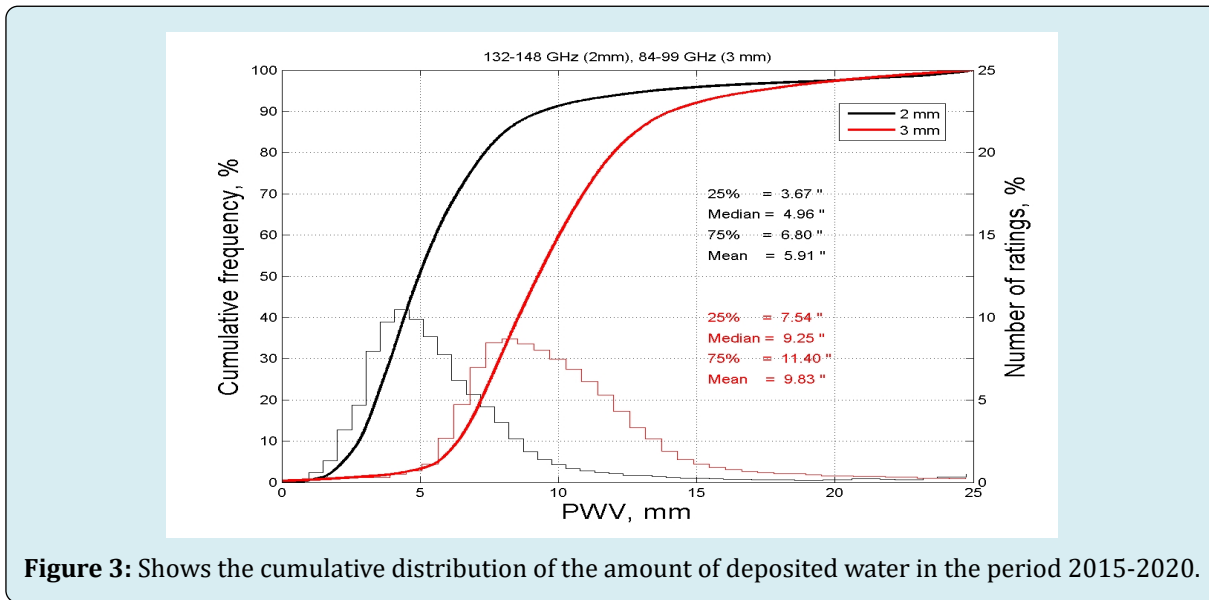 132-148 GHz (2mm), 84-99 GHz (3 mm)
Cumulative frequency, %
100
90
80
70
60
50
40
30
20
10
0
2 mm
3 mm
25% = 3.67 "
Median = 4.96 "
75% = 6.80 "
Mean = 5.91 "
25% = 7.54 "
Median = 9.25 "
75% = 11.40 "
Mean = 9.83 "
25
20
15
10
5
0
Number of ratings, %
0 5 10 15 20 25
PWV, mm
Figure 3: Shows the cumulative distribution of the amount of deposited water in the period 2015-2020.